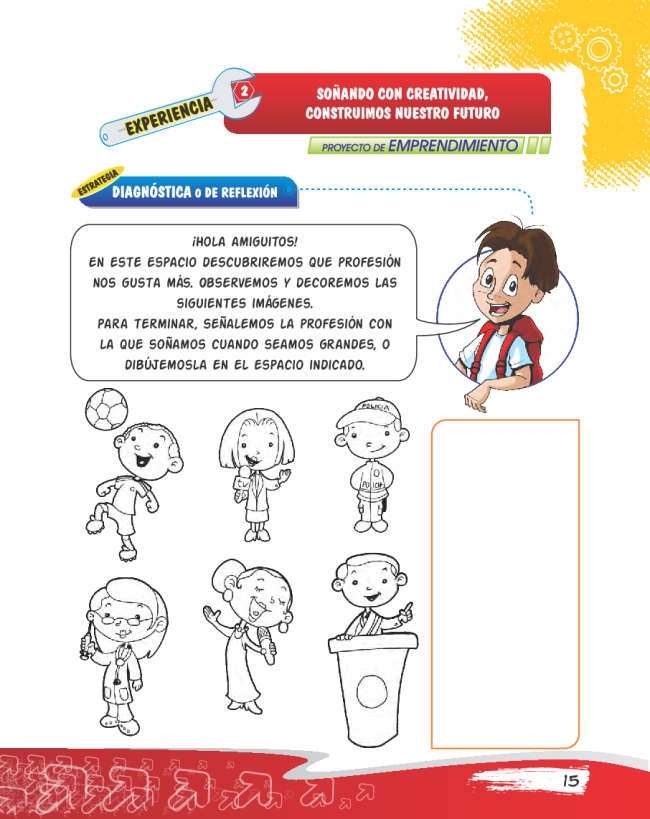 EXPERIENCIA 2
SOÑANDO CON CREATIVIDAD,
CONSTRUIMOS NUESTRO FUTURO
PROYECTO DE EMPRENDIMIENTO
ESTRATEGIA
DIAGNÓSTICA O DE REFLEXIÓN
¡HOLA AMIGUITOS!
EN ESTE ESPACIO DESCUBRIREMOS QUE PROFESIÓN
NOS GUSTA MÁS. OBSERVEMOS Y DECOREMOS LAS
SIGUIENTES IMÁGENES.
PARA TERMINAR, SEÑALEMOS LA PROFESIÓN CON
LA QUE SOÑAMOS CUANDO SEAMOS GRANDES, O
DIBÚJEMOSLA EN EL ESPACIO INDICADO.
POLICIA
TV
POLICIA
15